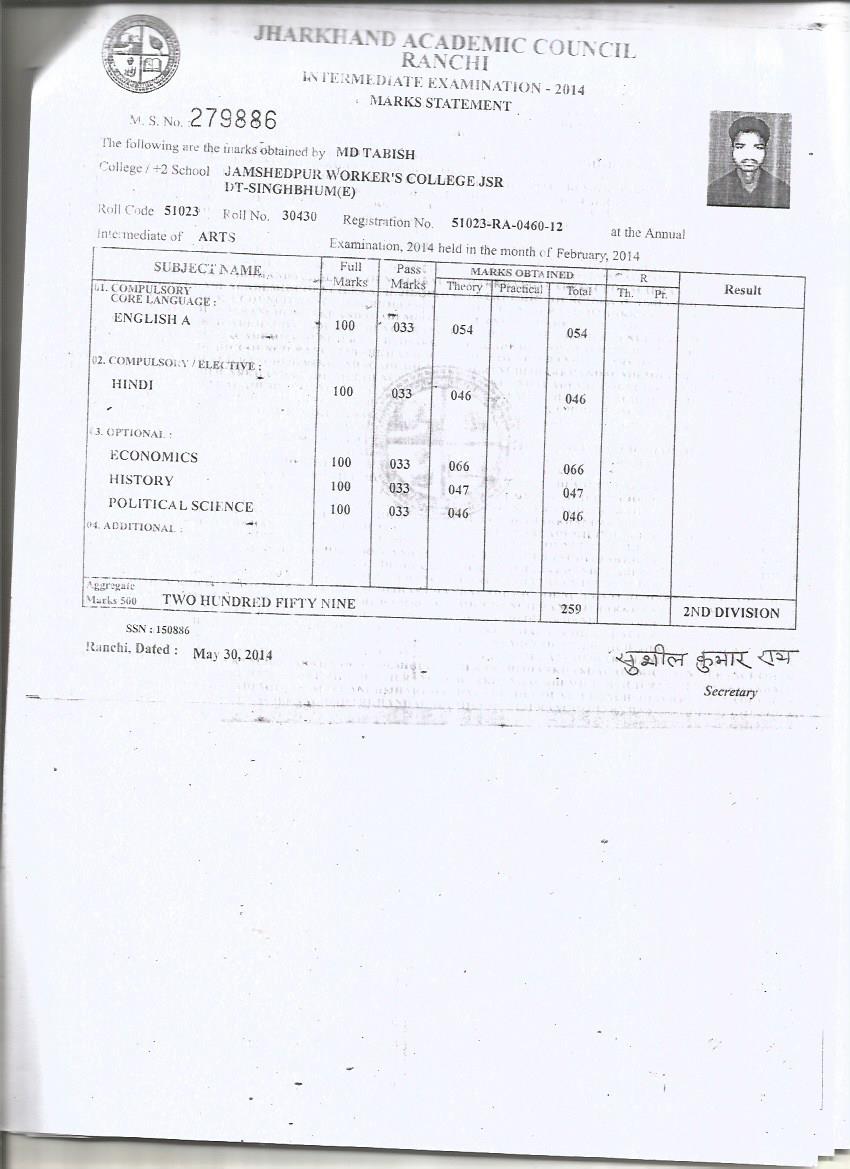 JHARKHAND ACADEMIC COUNCIL
RANCHI
INTERMEDIATE EXAMINATION - 2014
MARKS STATEMENT
M. S. No. 279886
The following are the marks obtained by MD TABISH
College / +2 School JAMSHEDPUR WORKER'S COLLEGE JSR
DT-SINGHBHUM(E)
Roll Code 51023 Roll No. 30430 Registration No. 51023-RA-0460-12 at the Annual
Intermediate of ARTS Examination, 2014 held in the month of February, 2014
SUBJECT NAME Full Marks Pass Marks MARKS OBTAINED R Result
Theory Practical Total Th. Pr.
01. COMPULSORY
CORE LANGUAGE :
ENGLISH A 100 033 054 054
02. COMPULSORY / ELECTIVE :
HINDI 100 033 046 046
03. OPTIONAL :
ECONOMICS 100 033 066 066
HISTORY 100 033 047 047
POLITICAL SCIENCE 100 033 046 046
04. ADDITIONAL :
Aggregate
Marks 500 TWO HUNDRED FIFTY NINE 259 2ND DIVISION
SSN : 150886
Ranchi, Dated : May 30, 2014
सुशील कुमार राय
Secretary